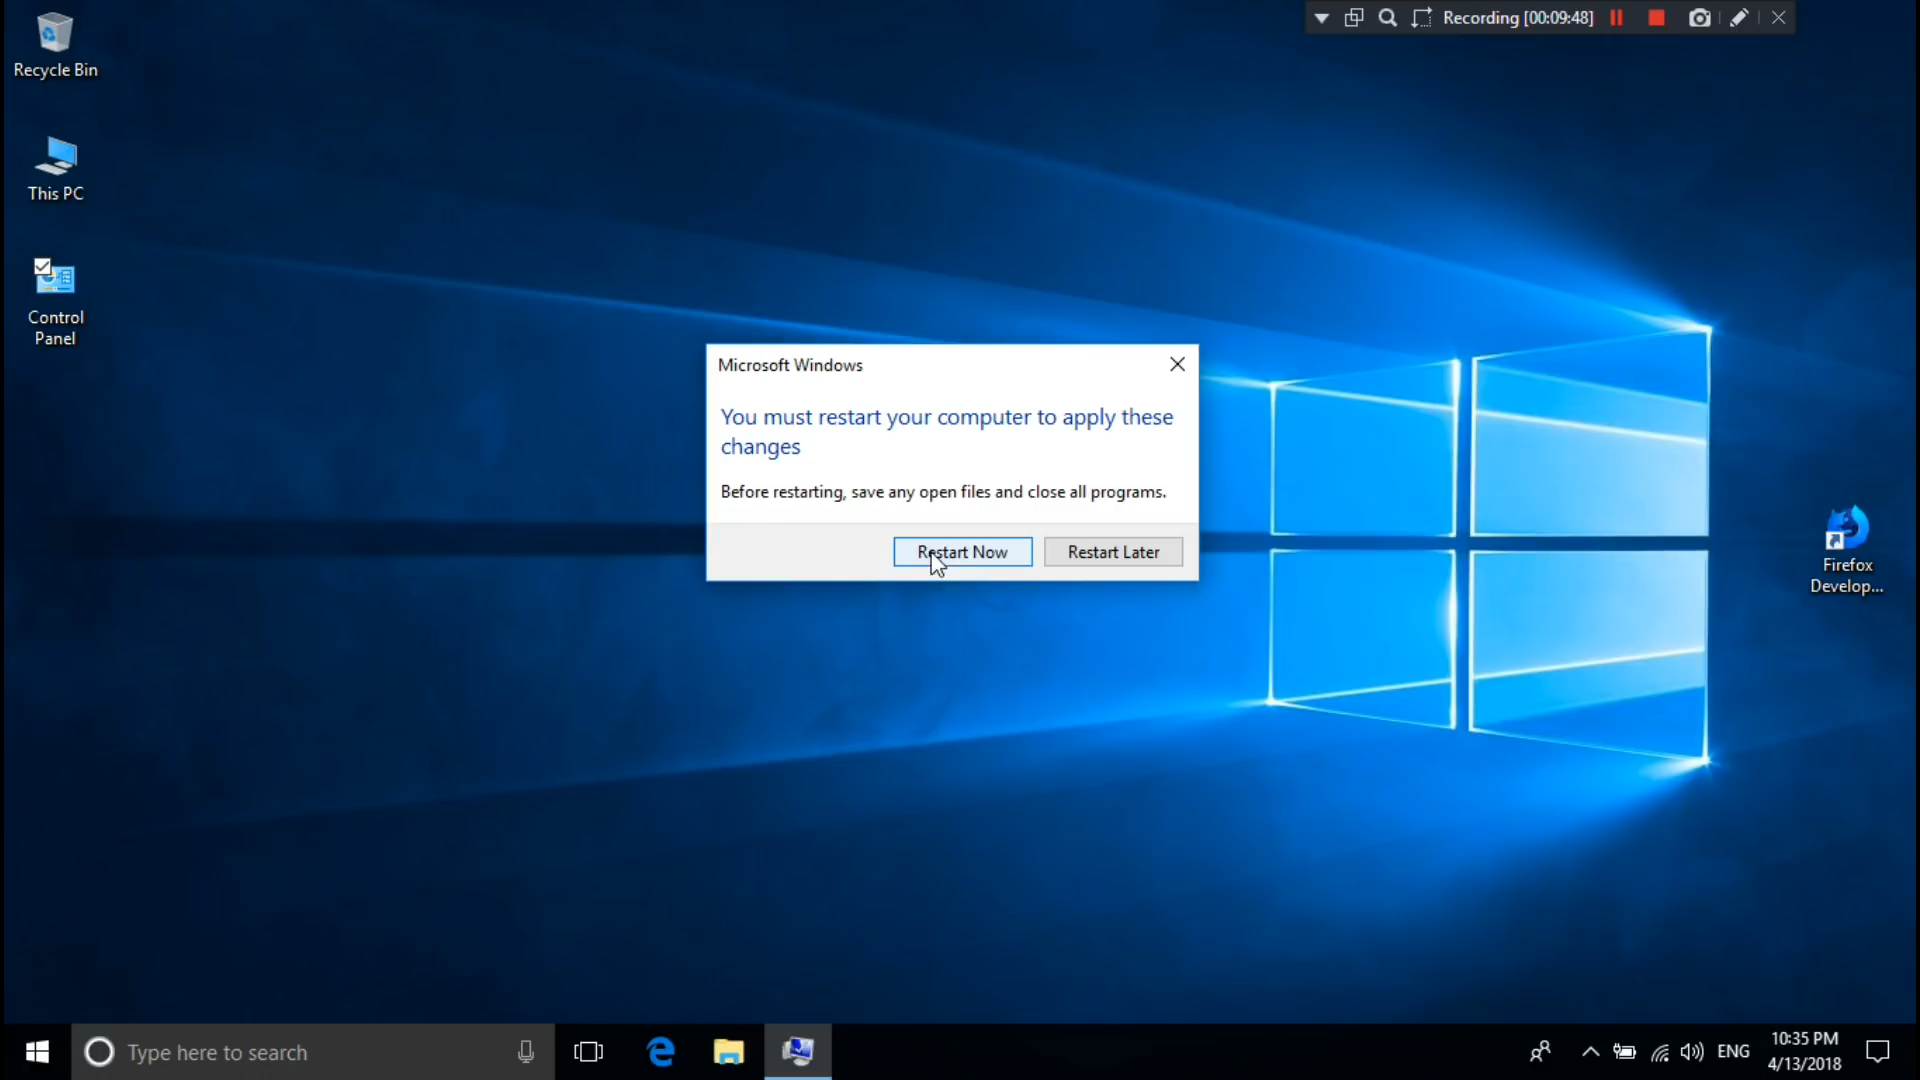 Recording [00:09:48]
Recycle Bin
This PC
Control
Panel
Microsoft Windows
You must restart your computer to apply these
changes
Before restarting, save any open files and close all programs.
Restart Now
Restart Later
Firefox
Develop...
Type here to search
ENG
10:35 PM
4/13/2018